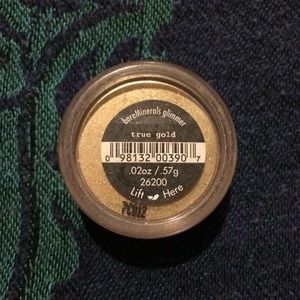 bareMinerals glimmer
true gold
0 98132 00390 7
.02oz / .57g
26200
Lift Here